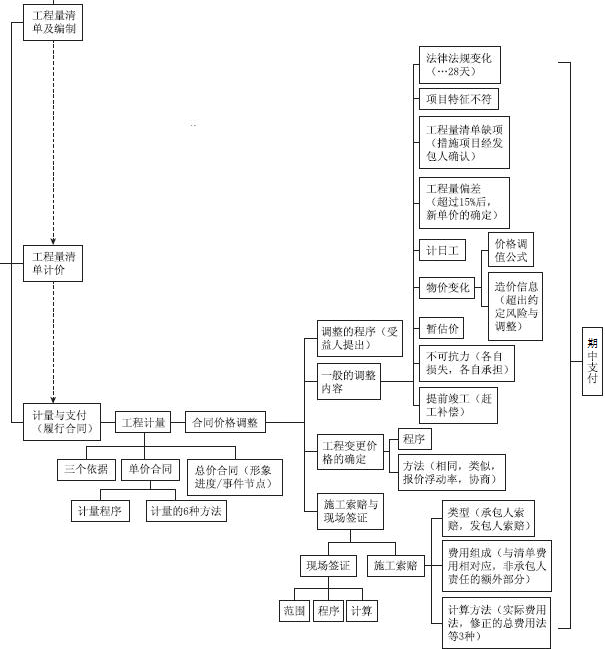 工程量清
单及编制
工程量清
单计价
计量与支付
（履行合同）
工程计量
合同价格调整
三个依据
单价合同
总价合同（形象
进度/事件节点）
计量程序
计量的6种方法
调整的程序（受
益人提出）
一般的调整
内容
工程变更价
格的确定
施工索赔与
现场签证
法律法规变化
（…28天）
项目特征不符
工程量清单缺项
（措施项目经发
包人确认）
工程量偏差
（超过15%后，
新单价的确定）
计日工
物价变化
价格调
值公式
造价信息
（超出约
定风险与
调整）
暂估价
不可抗力（各自
损失，各自承担）
提前竣工（赶
工补偿）
程序
方法（相同，类似，
报价浮动率，协商）
现场签证
施工索赔
范围
程序
计算
类型（承包人索
赔，发包人索赔）
费用组成（与清单费
用相对应，非承包人
责任的额外部分）
计算方法（实际费用
法，修正的总费用法
等3种）
期中支付